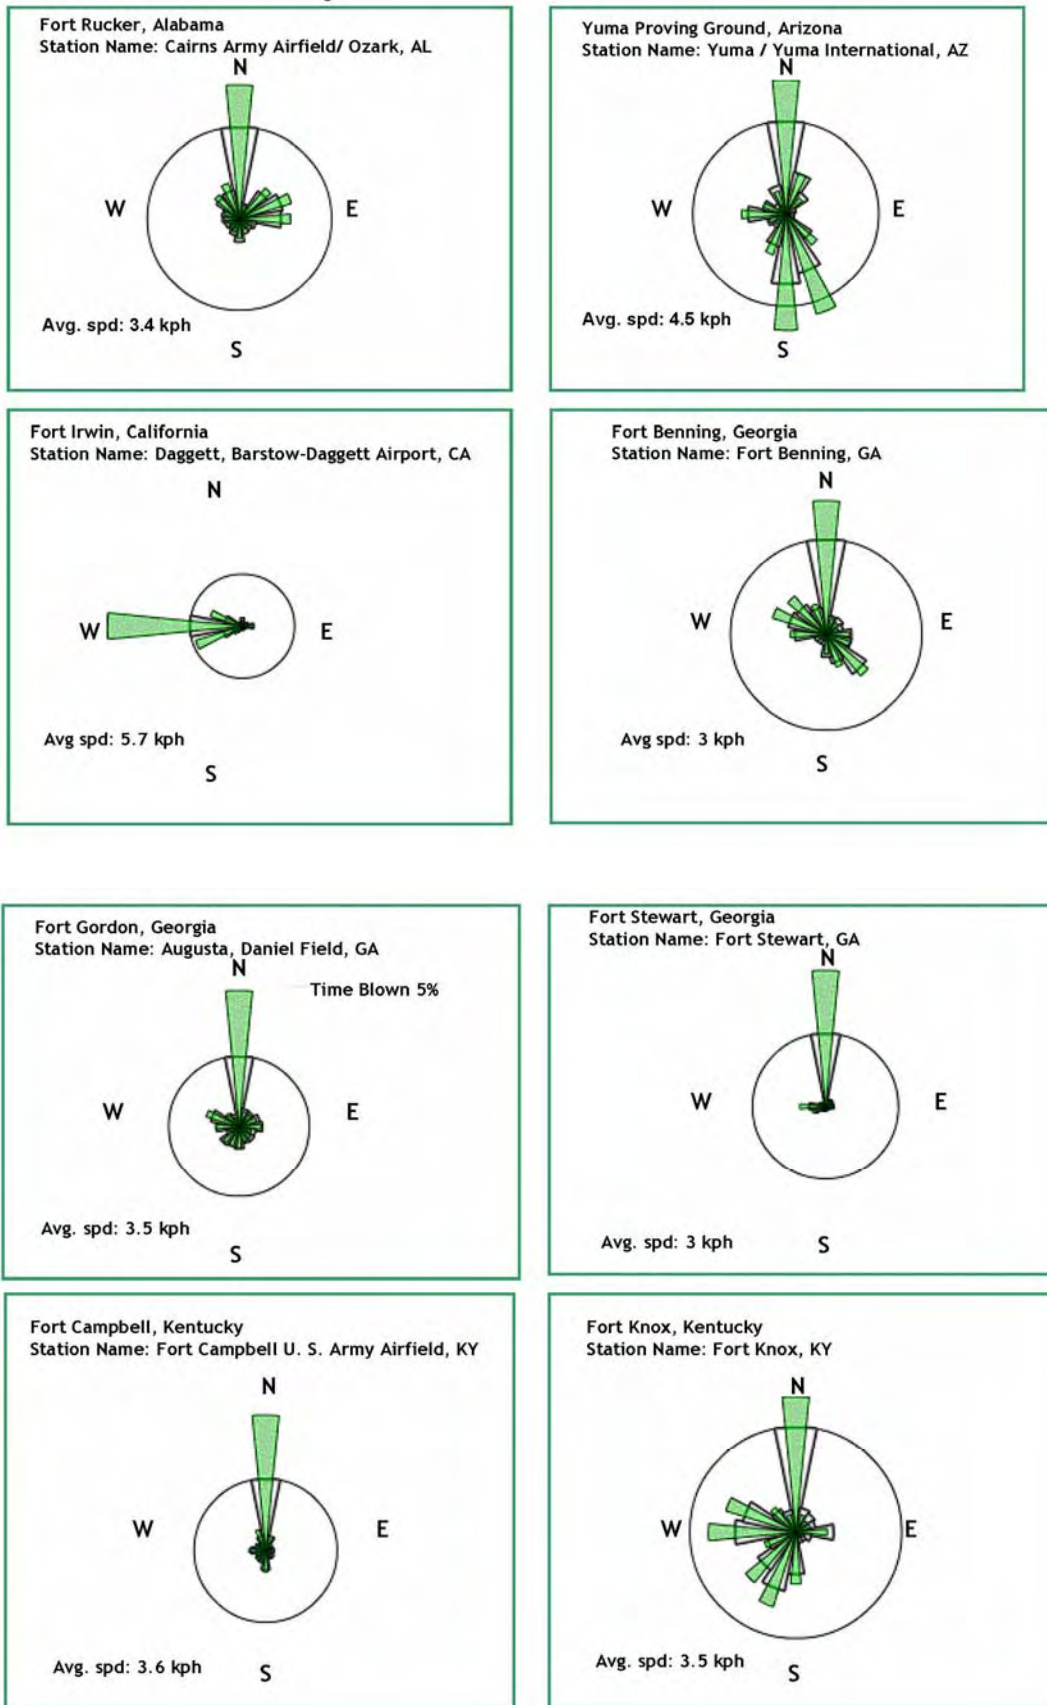 Fort Rucker, Alabama
Station Name: Cairns Army Airfield/ Ozark, AL
N
W
E
Avg. spd: 3.4 kph
S
Yuma Proving Ground, Arizona
Station Name: Yuma / Yuma International, AZ
N
W
E
Avg. spd: 4.5 kph
S
Fort Irwin, California
Station Name: Daggett, Barstow-Daggett Airport, CA
N
W
E
Avg spd: 5.7 kph
S
Fort Benning, Georgia
Station Name: Fort Benning, GA
N
W
E
Avg spd: 3 kph
S
Fort Gordon, Georgia
Station Name: Augusta, Daniel Field, GA
N
Time Blown 5%
W
E
Avg. spd: 3.5 kph
S
Fort Stewart, Georgia
Station Name: Fort Stewart, GA
N
W
E
Avg. spd: 3 kph
S
Fort Campbell, Kentucky
Station Name: Fort Campbell U. S. Army Airfield, KY
N
W
E
Avg. spd: 3.6 kph
S
Fort Knox, Kentucky
Station Name: Fort Knox, KY
N
W
E
Avg. spd: 3.5 kph
S